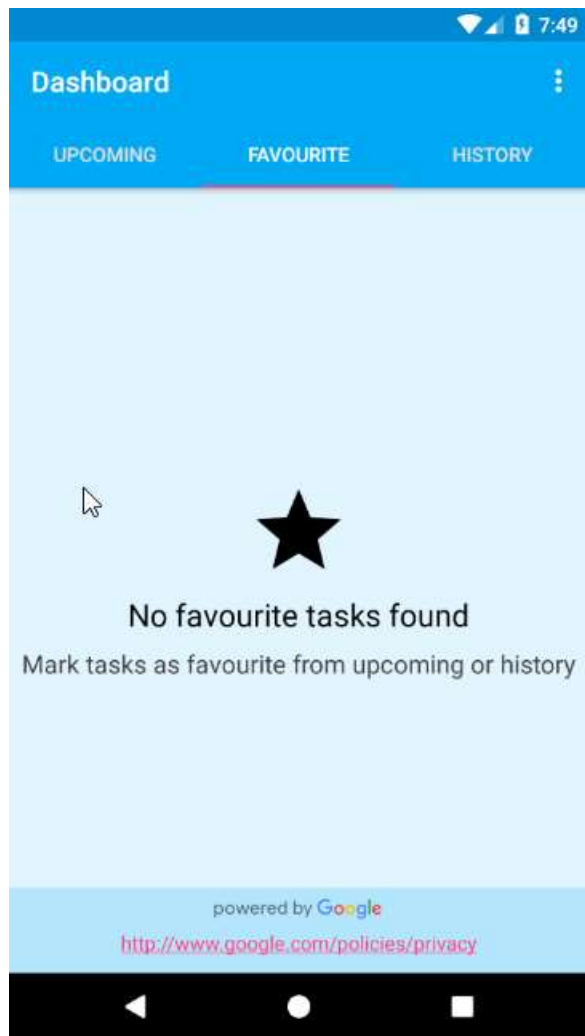 7:49
Dashboard
UPCOMING FAVOURITE HISTORY
No favourite tasks found
Mark tasks as favourite from upcoming or history
powered by Google
http://www.google.com/policies/privacy